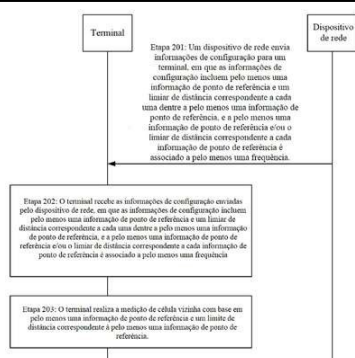 Terminal
Dispositivo
de rede
Etapa 201: Um dispositivo de rede envia
informações de configuração para um
terminal, em que as informações de
configuração incluem pelo menos uma
informação de ponto de referência e um
limiar de distância correspondente a cada
uma dentre a pelo menos uma informação de
ponto de referência, e a pelo menos uma
informação de ponto de referência e/ou o
limiar de distância correspondente a cada
informação de ponto de referência é
associado a pelo menos uma frequência.
Etapa 202: O terminal recebe as informações de configuração enviadas
pelo dispositivo de rede, em que as informações de configuração incluem
pelo menos uma informação de ponto de referência e um limiar de
distância correspondente a cada uma dentre a pelo menos uma informação
de ponto de referência, e a pelo menos uma informação de ponto de
referência e/ou o limiar de distância correspondente a cada informação de
ponto de referência é associado a pelo menos uma frequência
Etapa 203: O terminal realiza a medição de célula vizinha com base em
pelo menos uma informação de ponto de referência e um limite de
distância correspondente à pelo menos uma informação de ponto de
referência.